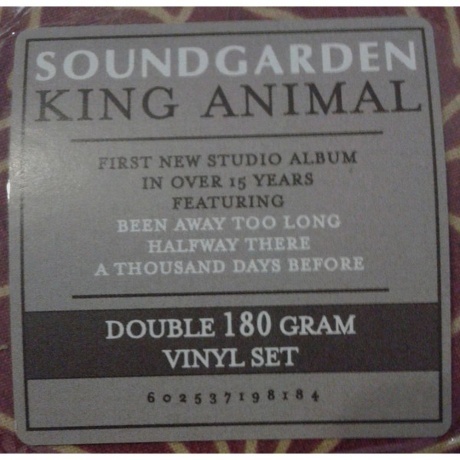 SOUNDGARDEN
KING ANIMAL
FIRST NEW STUDIO ALBUM
IN OVER 15 YEARS
FEATURING
BEEN AWAY TOO LONG
HALFWAY THERE
A THOUSAND DAYS BEFORE
DOUBLE 180 GRAM
VINYL SET
602537198184